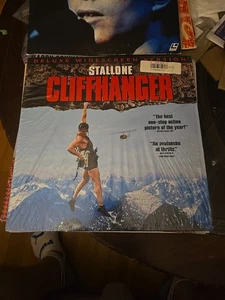 DELUXE WIDESCREEN EDITION
STALLONE
CLIFFHANGER
"The best
non-stop action
picture of the year!"
"An avalanche
of thrills!"